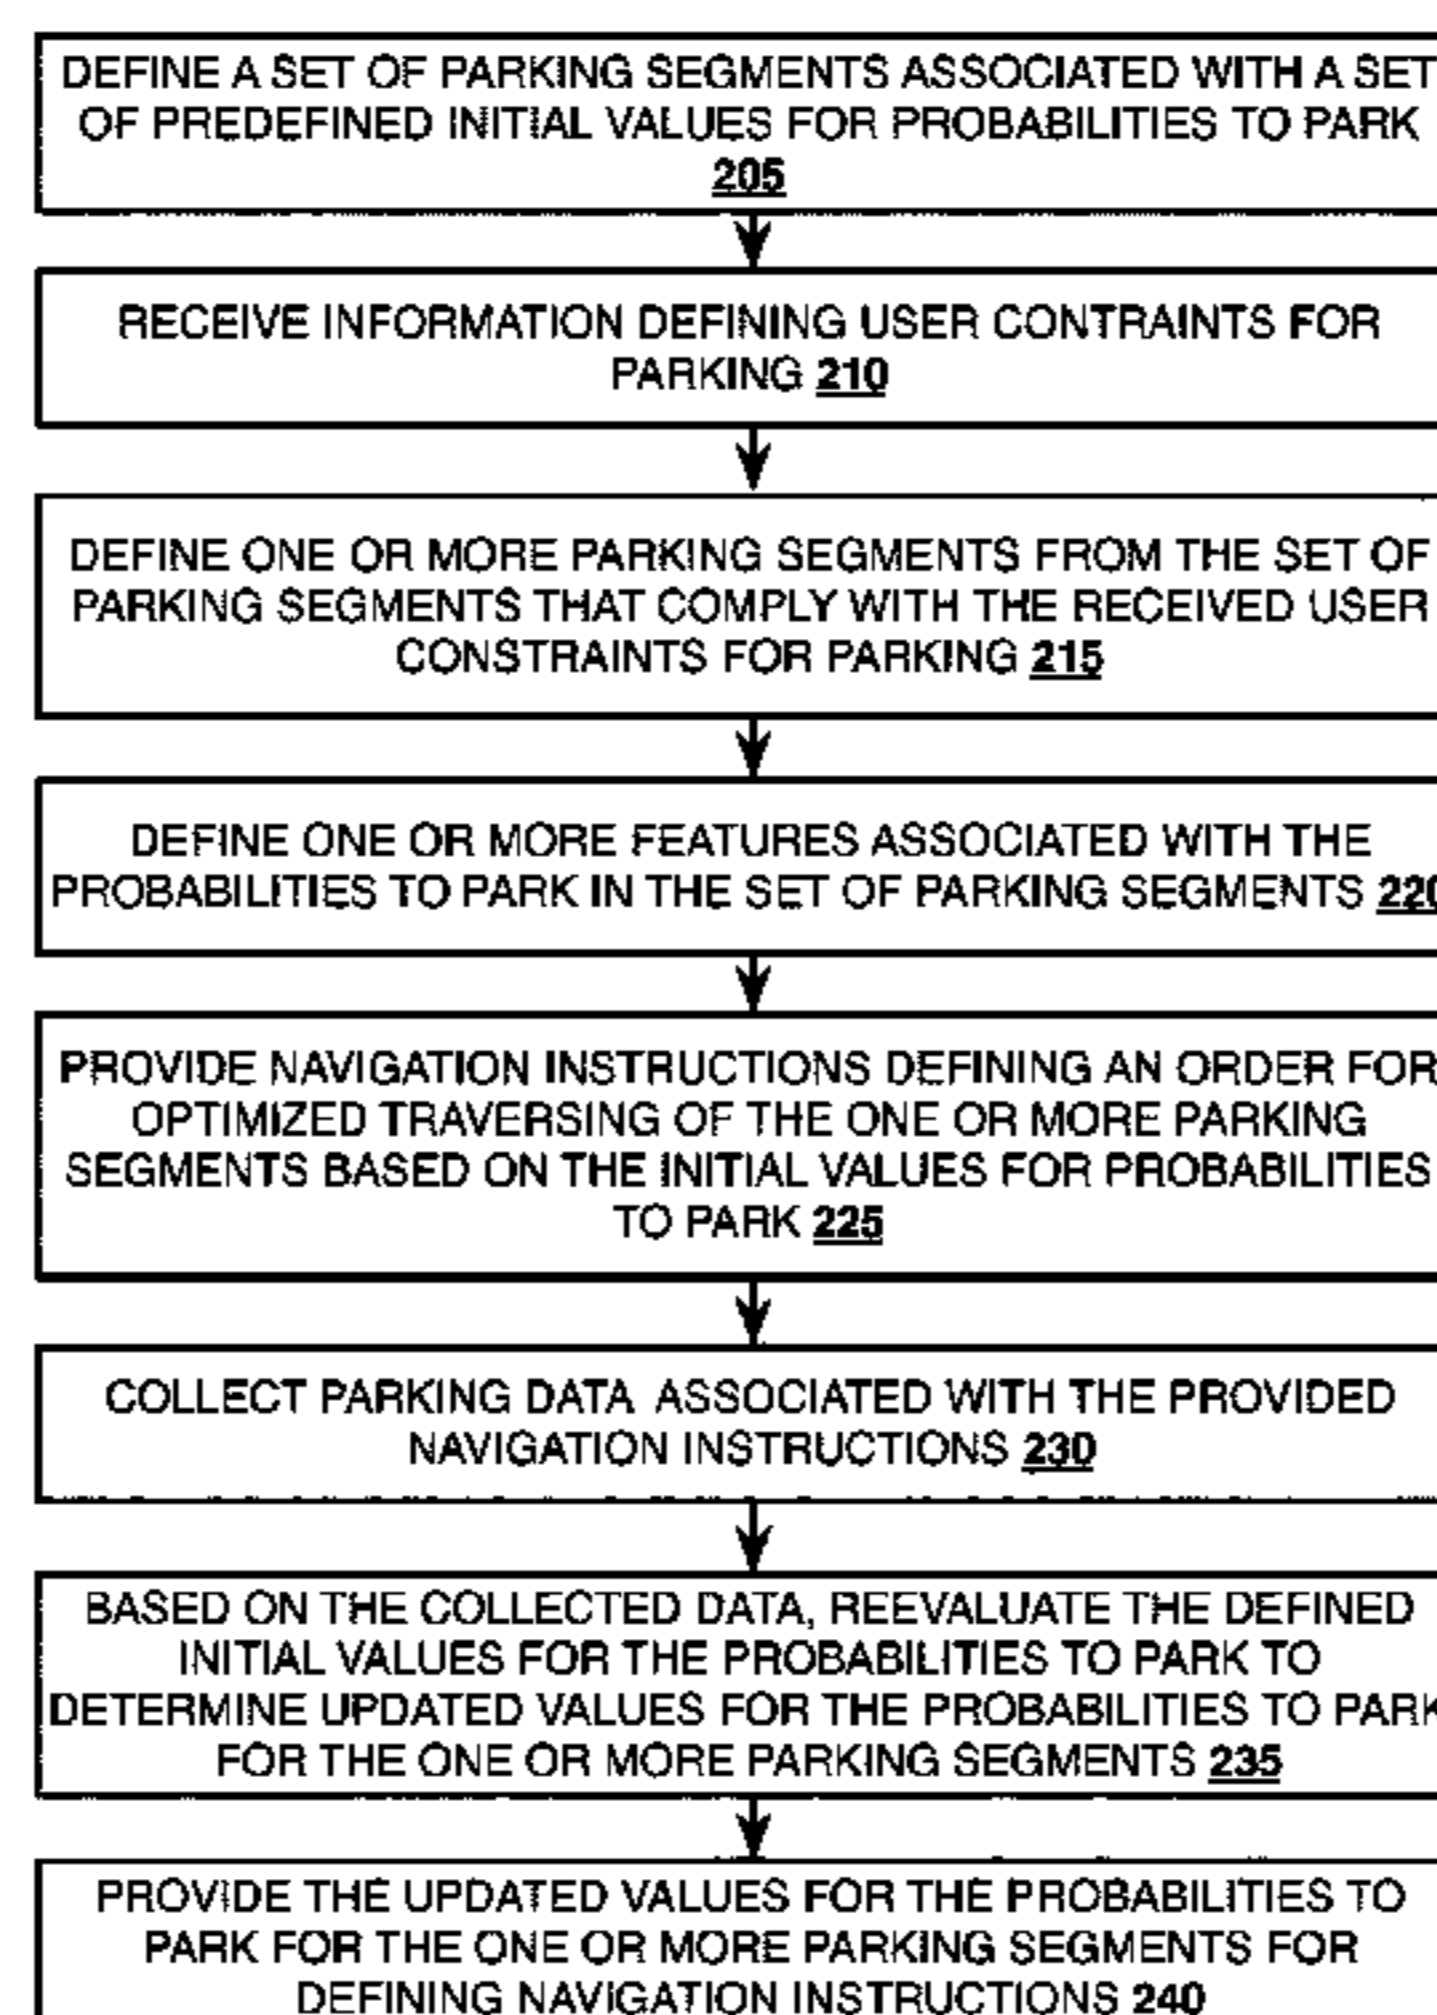 DEFINE A SET OF PARKING SEGMENTS ASSOCIATED WITH A SET
OF PREDEFINED INITIAL VALUES FOR PROBABILITIES TO PARK
205
RECEIVE INFORMATION DEFINING USER CONTRAINTS FOR
PARKING 210
DEFINE ONE OR MORE PARKING SEGMENTS FROM THE SET OF
PARKING SEGMENTS THAT COMPLY WITH THE RECEIVED USER
CONSTRAINTS FOR PARKING 215
DEFINE ONE OR MORE FEATURES ASSOCIATED WITH THE
PROBABILITIES TO PARK IN THE SET OF PARKING SEGMENTS 220
PROVIDE NAVIGATION INSTRUCTIONS DEFINING AN ORDER FOR
OPTIMIZED TRAVERSING OF THE ONE OR MORE PARKING
SEGMENTS BASED ON THE INITIAL VALUES FOR PROBABILITIES
TO PARK 225
COLLECT PARKING DATA ASSOCIATED WITH THE PROVIDED
NAVIGATION INSTRUCTIONS 230
BASED ON THE COLLECTED DATA, REEVALUATE THE DEFINED
INITIAL VALUES FOR THE PROBABILITIES TO PARK TO
DETERMINE UPDATED VALUES FOR THE PROBABILITIES TO PARK
FOR THE ONE OR MORE PARKING SEGMENTS 235
PROVIDE THE UPDATED VALUES FOR THE PROBABILITIES TO
PARK FOR THE ONE OR MORE PARKING SEGMENTS FOR
DEFINING NAVIGATION INSTRUCTIONS 240